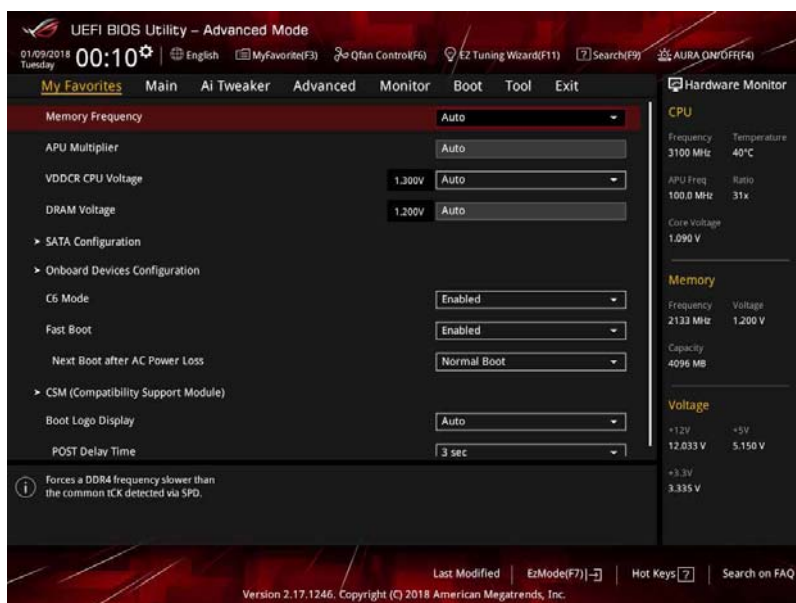 UEFI BIOS Utility – Advanced Mode
01/09/2018 Tuesday 00:10 English MyFavorite(F3) Qfan Control(F6) EZ Tuning Wizard(F11) Search(F9) AURA ON/OFF(F4)
My Favorites Main Ai Tweaker Advanced Monitor Boot Tool Exit
Memory Frequency Auto
APU Multiplier Auto
VDDCR CPU Voltage 1.300V Auto
DRAM Voltage 1.200V Auto
> SATA Configuration
> Onboard Devices Configuration
C6 Mode Enabled
Fast Boot Enabled
Next Boot after AC Power Loss Normal Boot
> CSM (Compatibility Support Module)
Boot Logo Display Auto
POST Delay Time 3 sec
Forces a DDR4 frequency slower than
the common tCK detected via SPD.
Hardware Monitor
CPU
Frequency Temperature
3100 MHz 40°C
APU Freq Ratio
100.0 MHz 31x
Core Voltage
1.090 V
Memory
Frequency Voltage
2133 MHz 1.200 V
Capacity
4096 MB
Voltage
+12V +5V
12.033 V 5.150 V
+3.3V
3.335 V
Last Modified EzMode(F7) Hot Keys ? Search on FAQ
Version 2.17.1246. Copyright (C) 2018 American Megatrends, Inc.